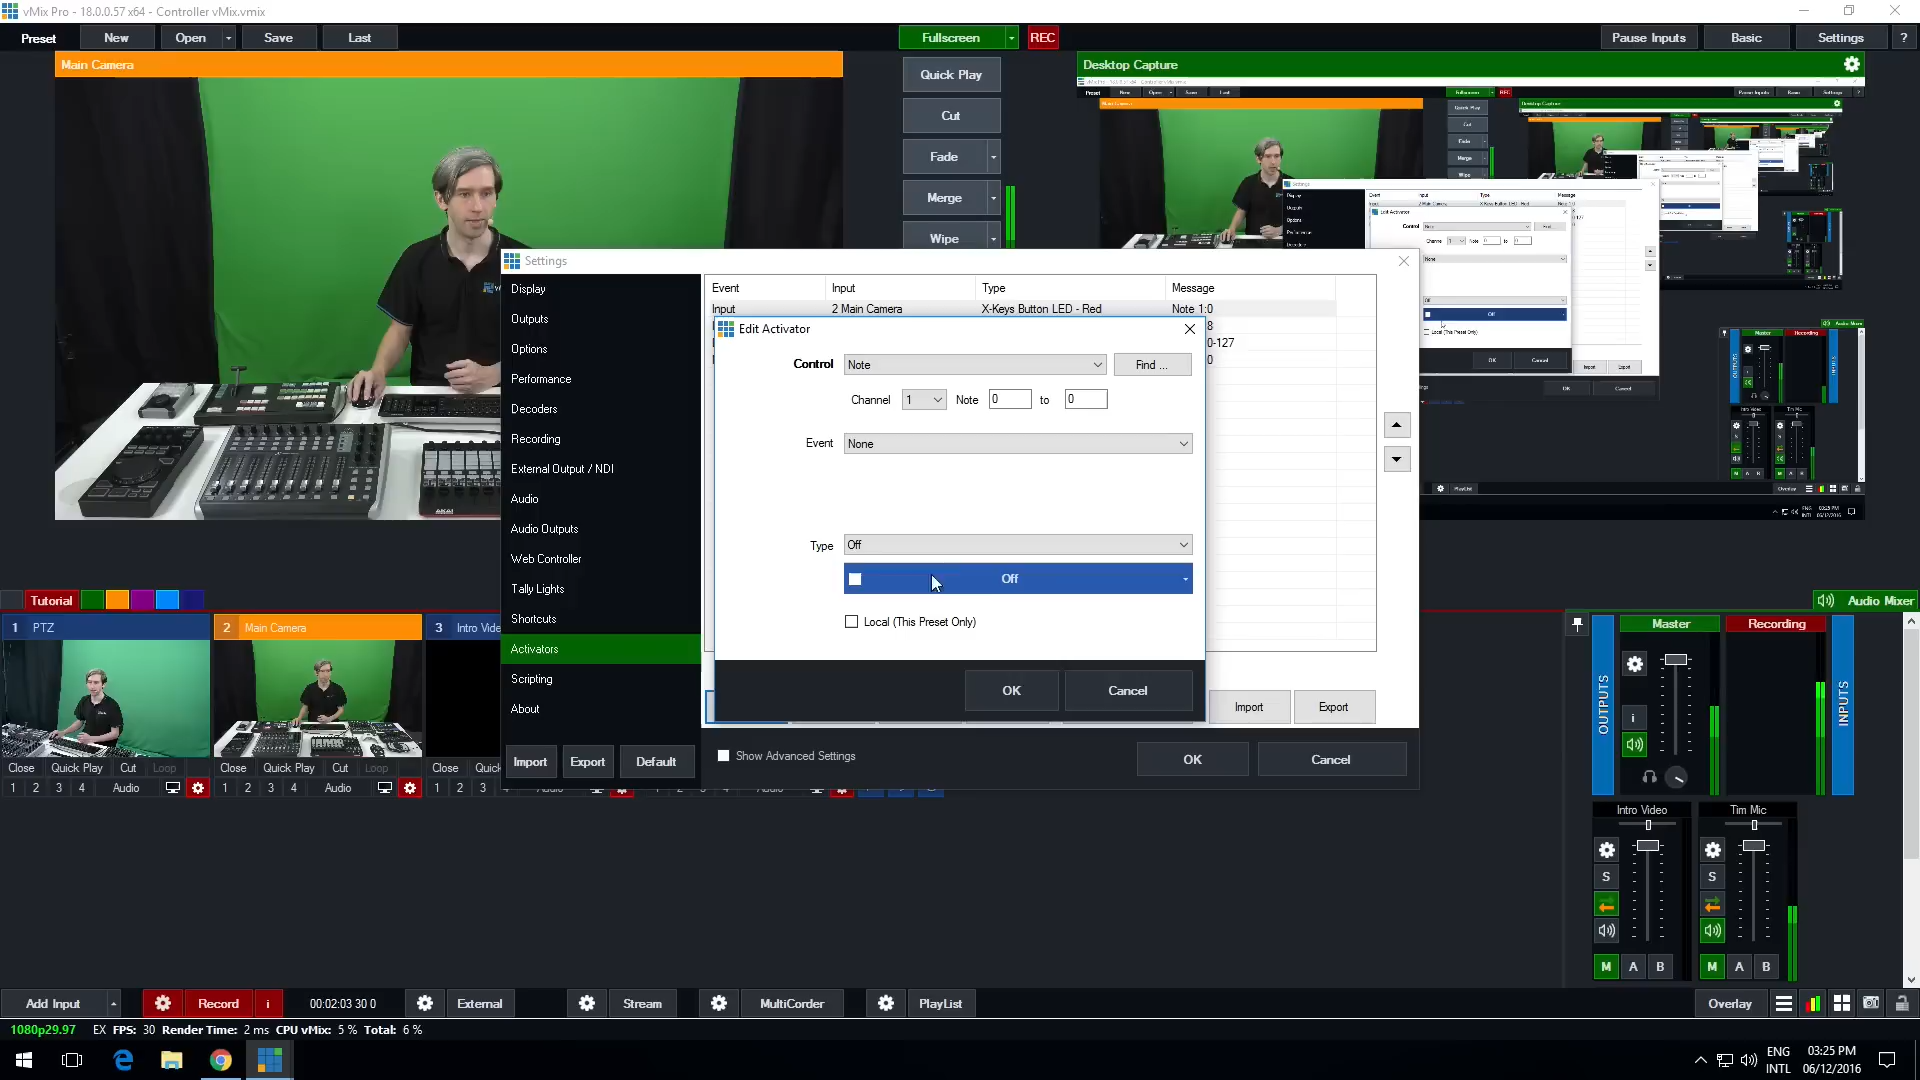 vMix Pro - 18.0.0.57 x64 - Controller vMix.vmix
Preset New Open Save Last Fullscreen REC Pause Inputs Basic Settings ?
Main Camera
Desktop Capture
Quick Play
Cut
Fade
Merge
Wipe
Settings
Display
Outputs
Options
Performance
Decoders
Recording
External Output / NDI
Audio
Audio Outputs
Web Controller
Tally Lights
Shortcuts
Activators
Scripting
About
Import Export Default
Event Input Type Message
Input 2 Main Camera X-Keys Button LED - Red Note 1:0
8
0-127
0
Edit Activator
Control Note Find ...
Channel 1 Note 0 to 0
Event None
Type Off
Off
Local (This Preset Only)
OK Cancel
Import Export
Show Advanced Settings
OK Cancel
Tutorial
1 PTZ
2 Main Camera
3 Intro Vide
Close Quick Play Cut Loop
Close Quick Play Cut Loop
Close Quick
1 2 3 4 Audio
1 2 3 4 Audio
1 2 3
Audio Mixer
Master Recording
OUTPUTS
INPUTS
i
Intro Video Tim Mic
S S
M A B M A B
Add Input Record i 00:02:03 30 0 External Stream MultiCorder PlayList Overlay
1080p29.97 EX FPS: 30 Render Time: 2 ms CPU vMix: 5 % Total: 6 %
ENG
INTL
03:25 PM
06/12/2016